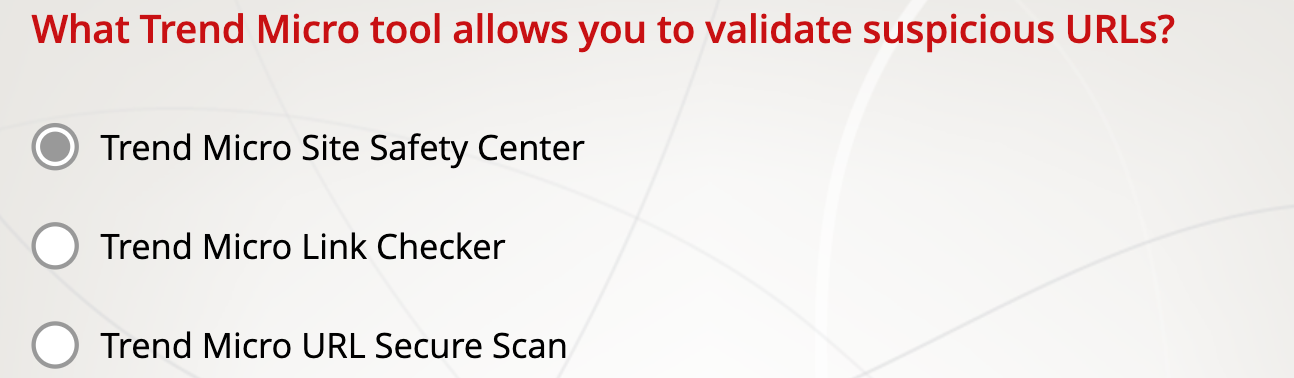 What Trend Micro tool allows you to validate suspicious URLs?
Trend Micro Site Safety Center
Trend Micro Link Checker
Trend Micro URL Secure Scan